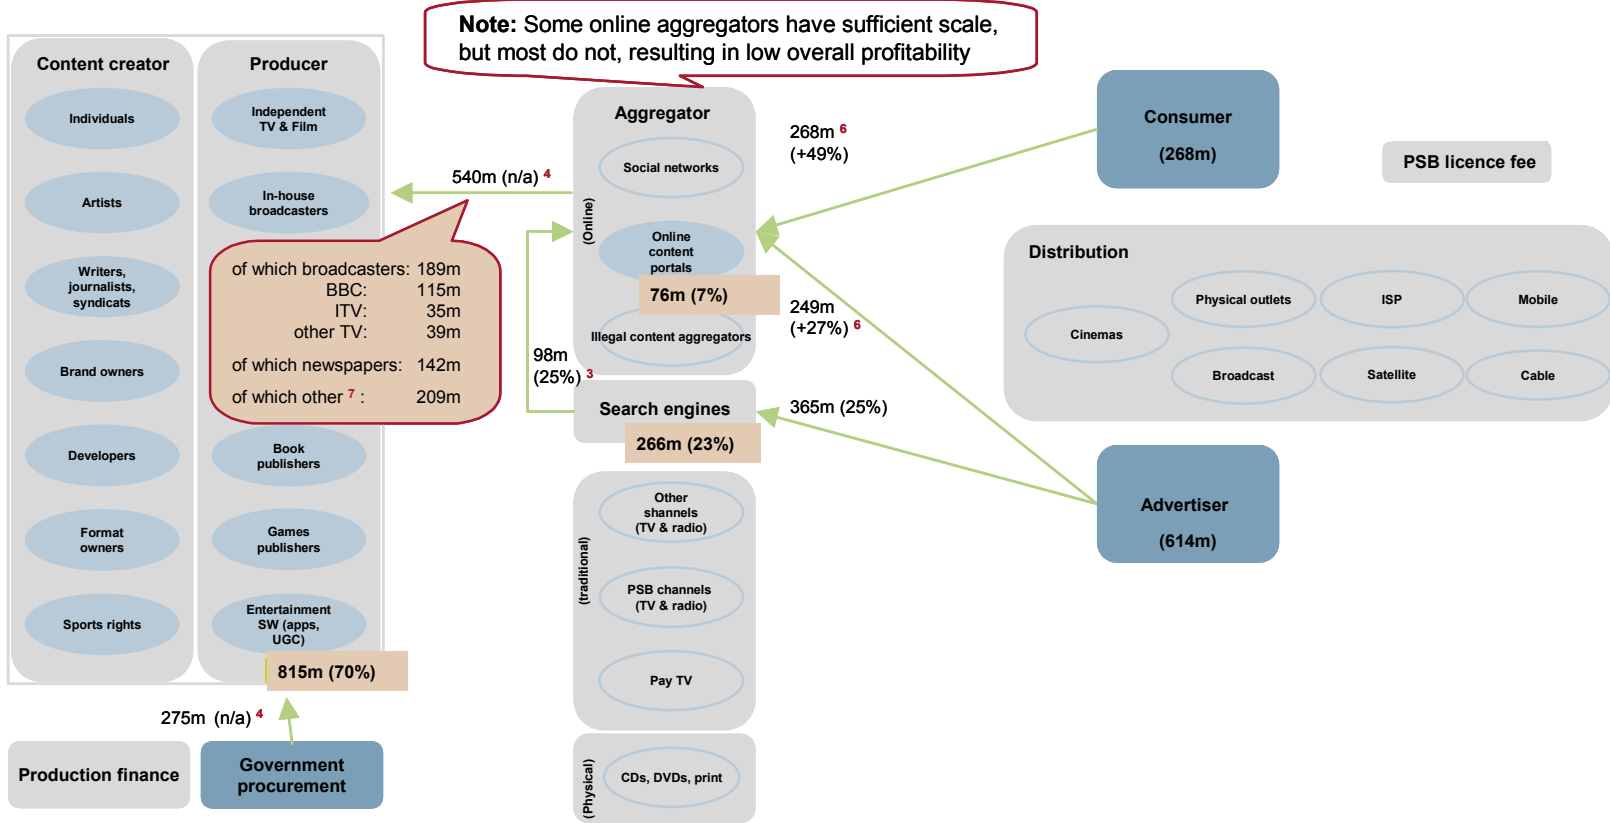 Note: Some online aggregators have sufficient scale,
but most do not, resulting in low overall profitability
Content creator
Individuals
Artists
Writers,
journalists,
syndicats
Brand owners
Developers
Format
owners
Sports rights
Producer
Independent
TV & Film
In-house
broadcasters
of which broadcasters: 189m
BBC: 115m
ITV: 35m
other TV: 39m
of which newspapers: 142m
of which other 7 : 209m
Book
publishers
Games
publishers
Entertainment
SW (apps,
UGC)
815m (70%)
275m (n/a) 4
Production finance
Government
procurement
540m (n/a) 4
98m
(25%) 3
Aggregator
(Online)
Social networks
Online
content
portals
76m (7%)
Illegal content aggregators
Search engines
266m (23%)
(traditional)
Other
channels
(TV & radio)
PSB channels
(TV & radio)
Pay TV
(Physical)
CDs, DVDs, print
268m 6
(+49%)
249m
(+27%) 6
365m (25%)
Consumer
(268m)
PSB licence fee
Distribution
Cinemas
Physical outlets
ISP
Mobile
Broadcast
Satellite
Cable
Advertiser
(614m)